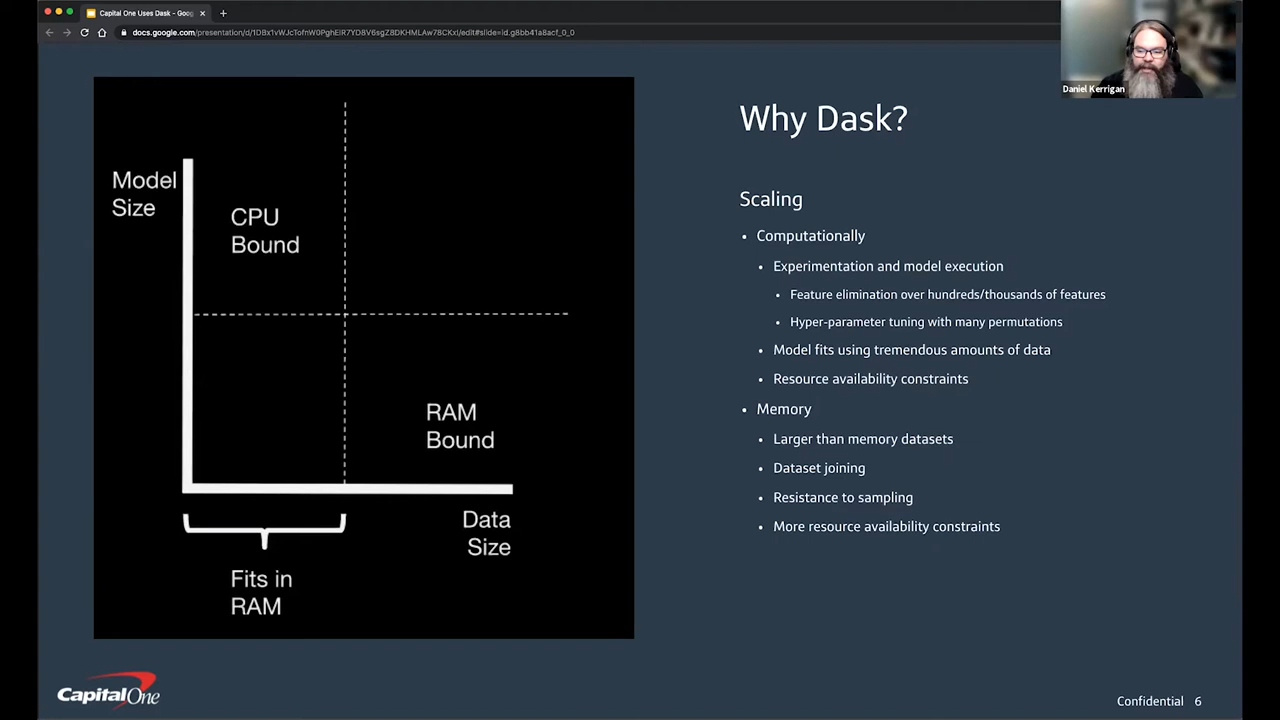 Capital One Uses Dask - Goog
docs.google.com/presentation/d/1DBx1vWJcTofnW0PghEiR7YD8V6sgZ8DKHMLAw78CKxI/edit#slide=id.g8bb41a8acf_0_0
Daniel Kerrigan
Model
Size
CPU
Bound
RAM
Bound
Data
Size
Fits in
RAM
Why Dask?
Scaling
• Computationally
• Experimentation and model execution
• Feature elimination over hundreds/thousands of features
• Hyper-parameter tuning with many permutations
• Model fits using tremendous amounts of data
• Resource availability constraints
• Memory
• Larger than memory datasets
• Dataset joining
• Resistance to sampling
• More resource availability constraints
CapitalOne
Confidential 6